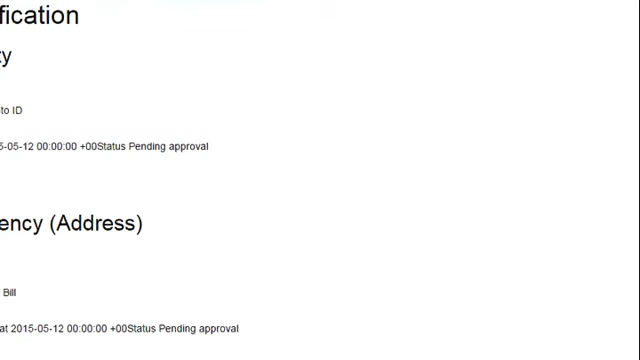 fication
ty
to ID
5-05-12 00:00:00 +00Status Pending approval
ency (Address)
Bill
at 2015-05-12 00:00:00 +00Status Pending approval